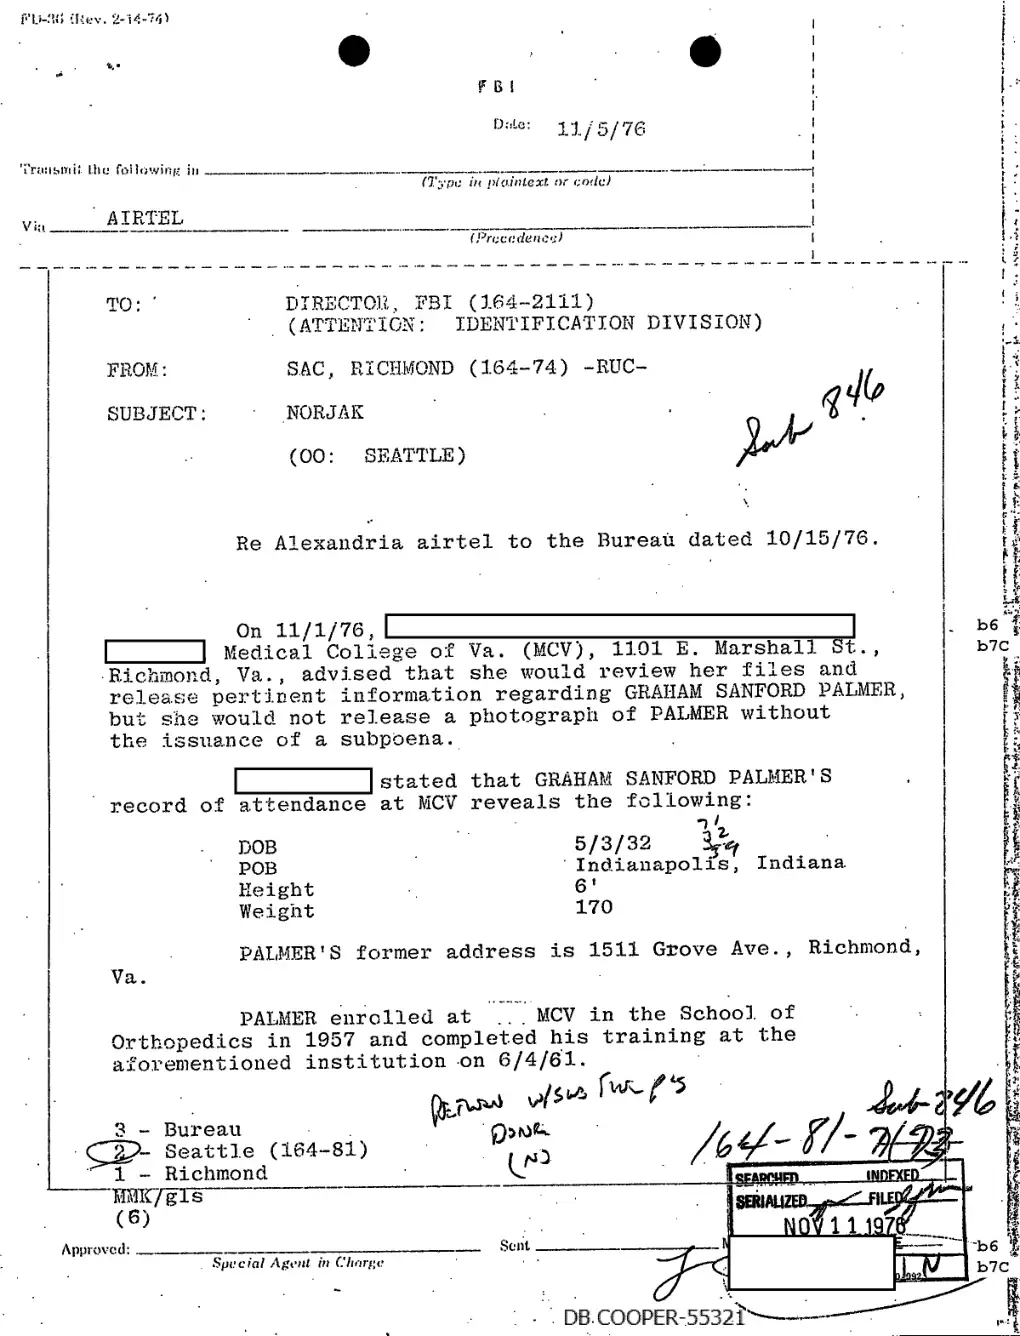 FD-36 (Rev. 2-14-74)
FBI
Date: 11/5/76
Transmit the following in
(Type in plaintext or code)
Via AIRTEL
(Precedence)
TO: DIRECTOR, FBI (164-2111)
(ATTENTION: IDENTIFICATION DIVISION)
FROM: SAC, RICHMOND (164-74) -RUC-
SUBJECT: NORJAK
Sub 846
(OO: SEATTLE)
Re Alexandria airtel to the Bureau dated 10/15/76.
On 11/1/76,
b6
Medical College of Va. (MCV), 1101 E. Marshall St.,
b7C
Richmond, Va., advised that she would review her files and
release pertinent information regarding GRAHAM SANFORD PALMER,
but she would not release a photograph of PALMER without
the issuance of a subpoena.
stated that GRAHAM SANFORD PALMER'S
record of attendance at MCV reveals the following:
71
32
DOB 5/3/32 39
POB Indianapolis, Indiana
Height 6'
Weight 170
PALMER'S former address is 1511 Grove Ave., Richmond,
Va.
PALMER enrolled at MCV in the School of
Orthopedics in 1957 and completed his training at the
aforementioned institution on 6/4/61.
Sub 846
3 - Bureau
2 - Seattle (164-81)
1 - Richmond
MMK/gls
(6)
DONE
(N)
164-81-
SEARCHED INDEXED
SERIALIZED FILED
NOV 11 1976
Approved: Sent
Special Agent in Charge
b6
b7C
N
DB COOPER-55321